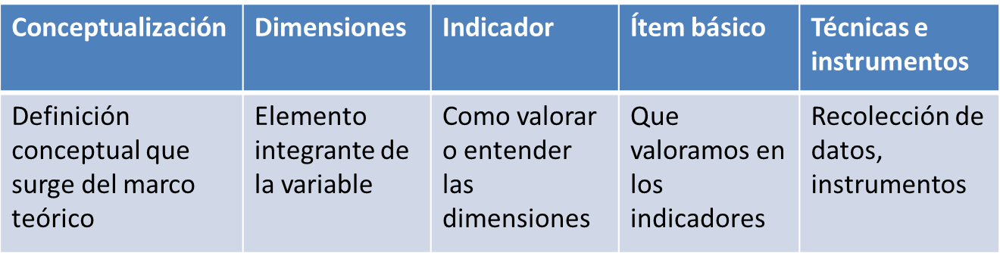 Conceptualización
Dimensiones
Indicador
Ítem básico
Técnicas e
instrumentos
Definición
conceptual que
surge del marco
teórico
Elemento
integrante de
la variable
Como valorar
o entender
las
dimensiones
Que
valoramos en
los
indicadores
Recolección de
datos,
instrumentos